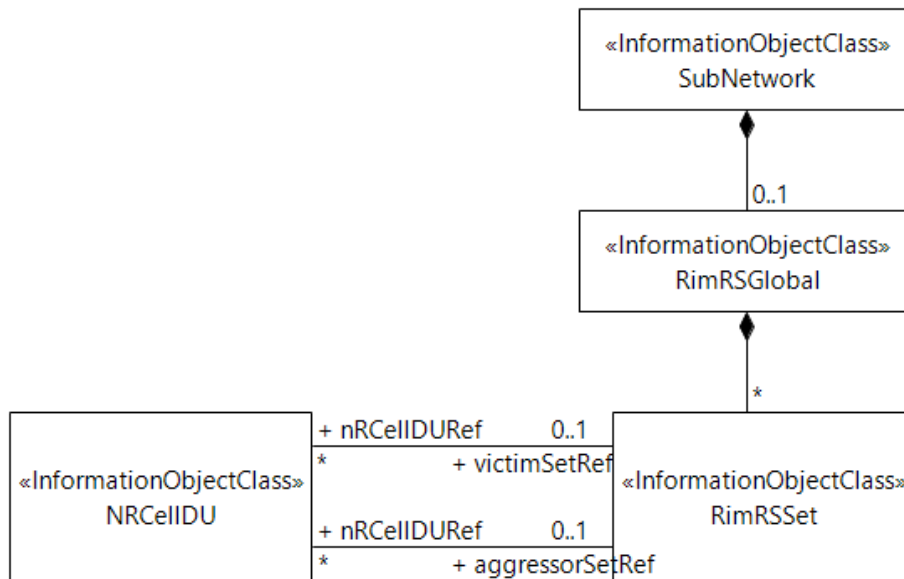 «InformationObjectClass»
SubNetwork
0..1
«InformationObjectClass»
RimRSGlobal
*
+ nRCellDURef 0..1
* + victimSetRef
«InformationObjectClass»
NRCellDU
«InformationObjectClass»
RimRSSet
+ nRCellDURef 0..1
* + aggressorSetRef